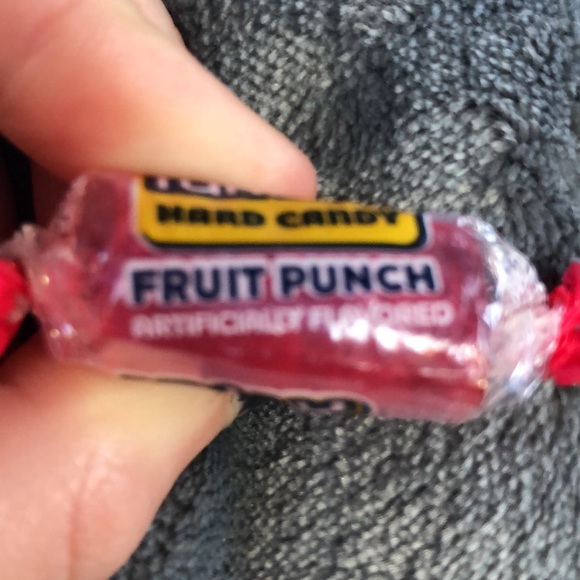 HARD CANDY
FRUIT PUNCH
ARTIFICIALLY FLAVORED